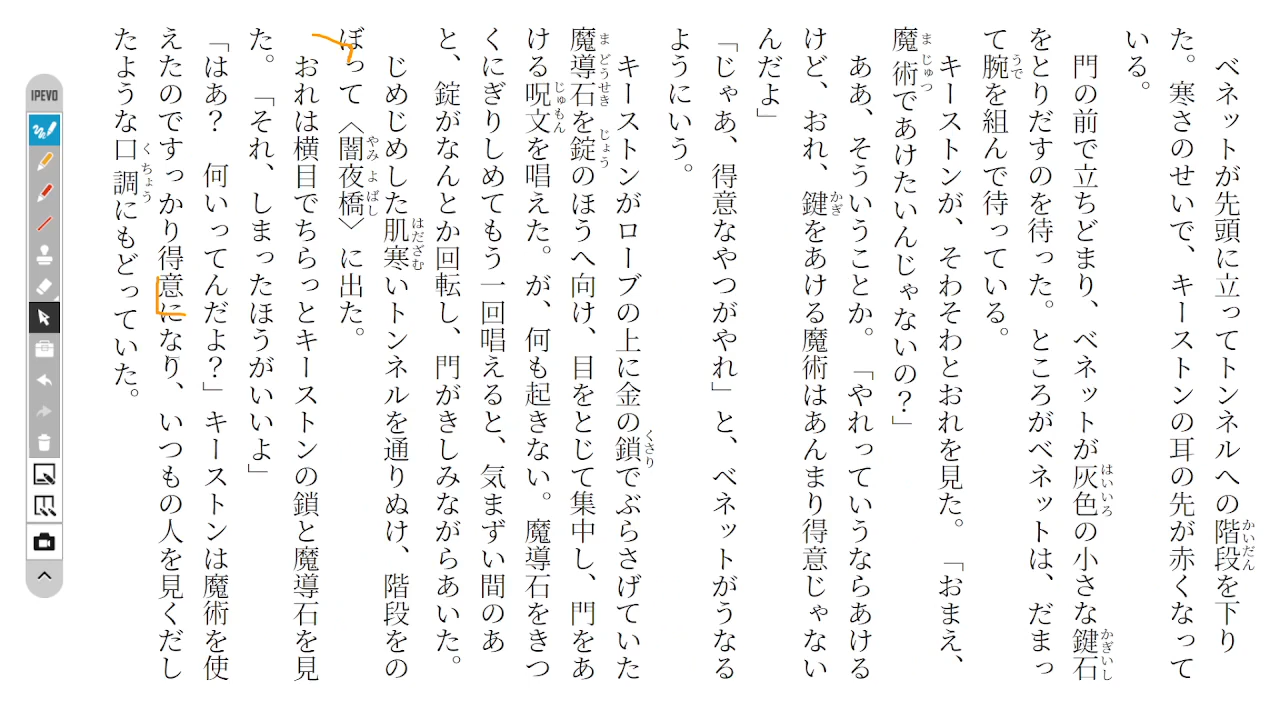 ベネットが先頭に立ってトンネルへの階段を下り
た。寒さのせいで、キーストンの耳の先が赤くなって
いる。
門の前で立ちどまり、ベネットが灰色の小さな鍵石
をとりだすのを待った。ところがベネットは、だまっ
て腕を組んで待っている。
キーストンが、そわそわとおれを見た。「おまえ、
魔術であけたいんじゃないの？」
ああ、そういうことか。「やれっていうならあける
けど、おれ、鍵をあける魔術はあんまり得意じゃない
んだよ」
「じゃあ、得意なやつがやれ」と、ベネットがうなる
ようにいう。
キーストンがローブの上に金の鎖でぶらさげていた
魔導石を錠のほうへ向け、目をとじて集中し、門をあ
ける呪文を唱えた。が、何も起きない。魔導石をきつ
くにぎりしめてもう一回唱えると、気まずい間のあ
と、錠がなんとか回転し、門がきしみながらあいた。
じめじめした肌寒いトンネルを通りぬけ、階段をの
ぼって〈闇夜橋〉に出た。
おれは横目でちらっとキーストンの鎖と魔導石を見
た。「それ、しまったほうがいいよ」
「はあ？　何いってんだよ？」キーストンは魔術を使
えたのですっかり得意になり、いつもの人を見くだし
たような口調にもどっていた。
IPEVO